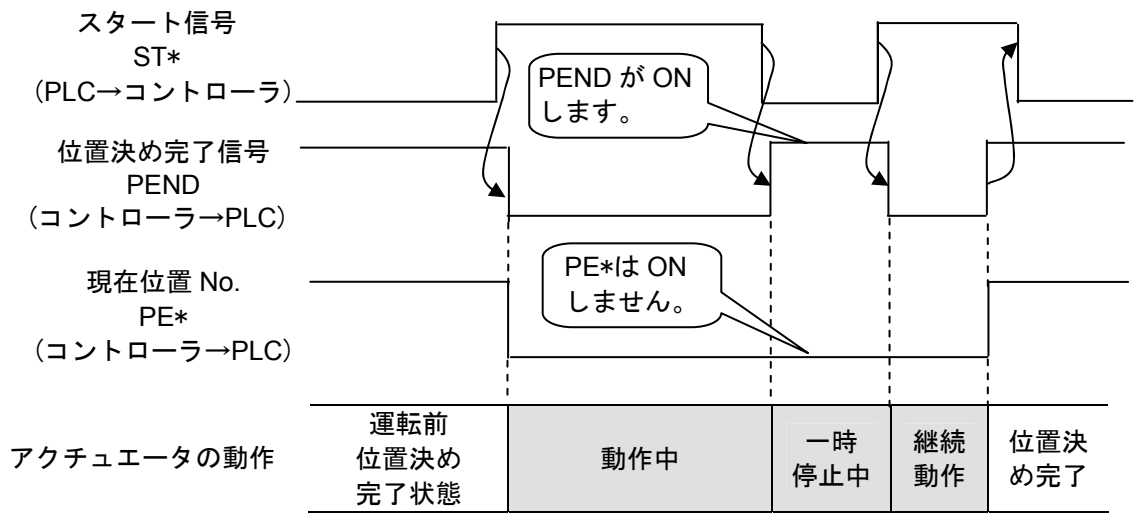 スタート信号
ST*
（PLC→コントローラ）
PEND が ON
します。
位置決め完了信号
PEND
（コントローラ→PLC）
現在位置 No.
PE*
（コントローラ→PLC）
PE*は ON
しません。
アクチュエータの動作
運転前
位置決め
完了状態
動作中
一時
停止中
継続
動作
位置決
め完了